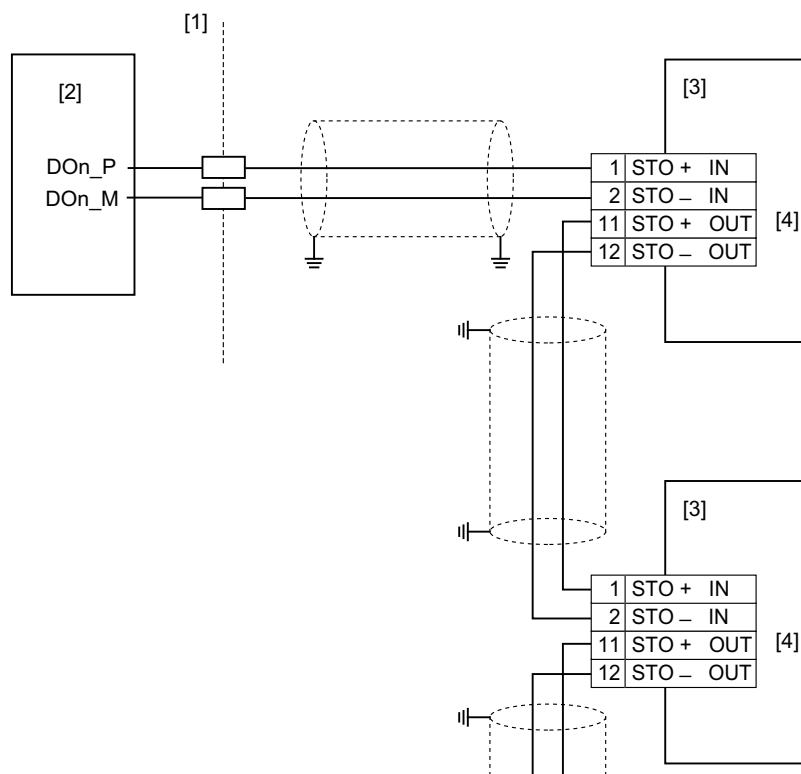 [1]
[2]
DOn_P
DOn_M
[3]
1 STO + IN
2 STO – IN
11 STO + OUT
12 STO – OUT
[4]
[3]
1 STO + IN
2 STO – IN
11 STO + OUT
12 STO – OUT
[4]